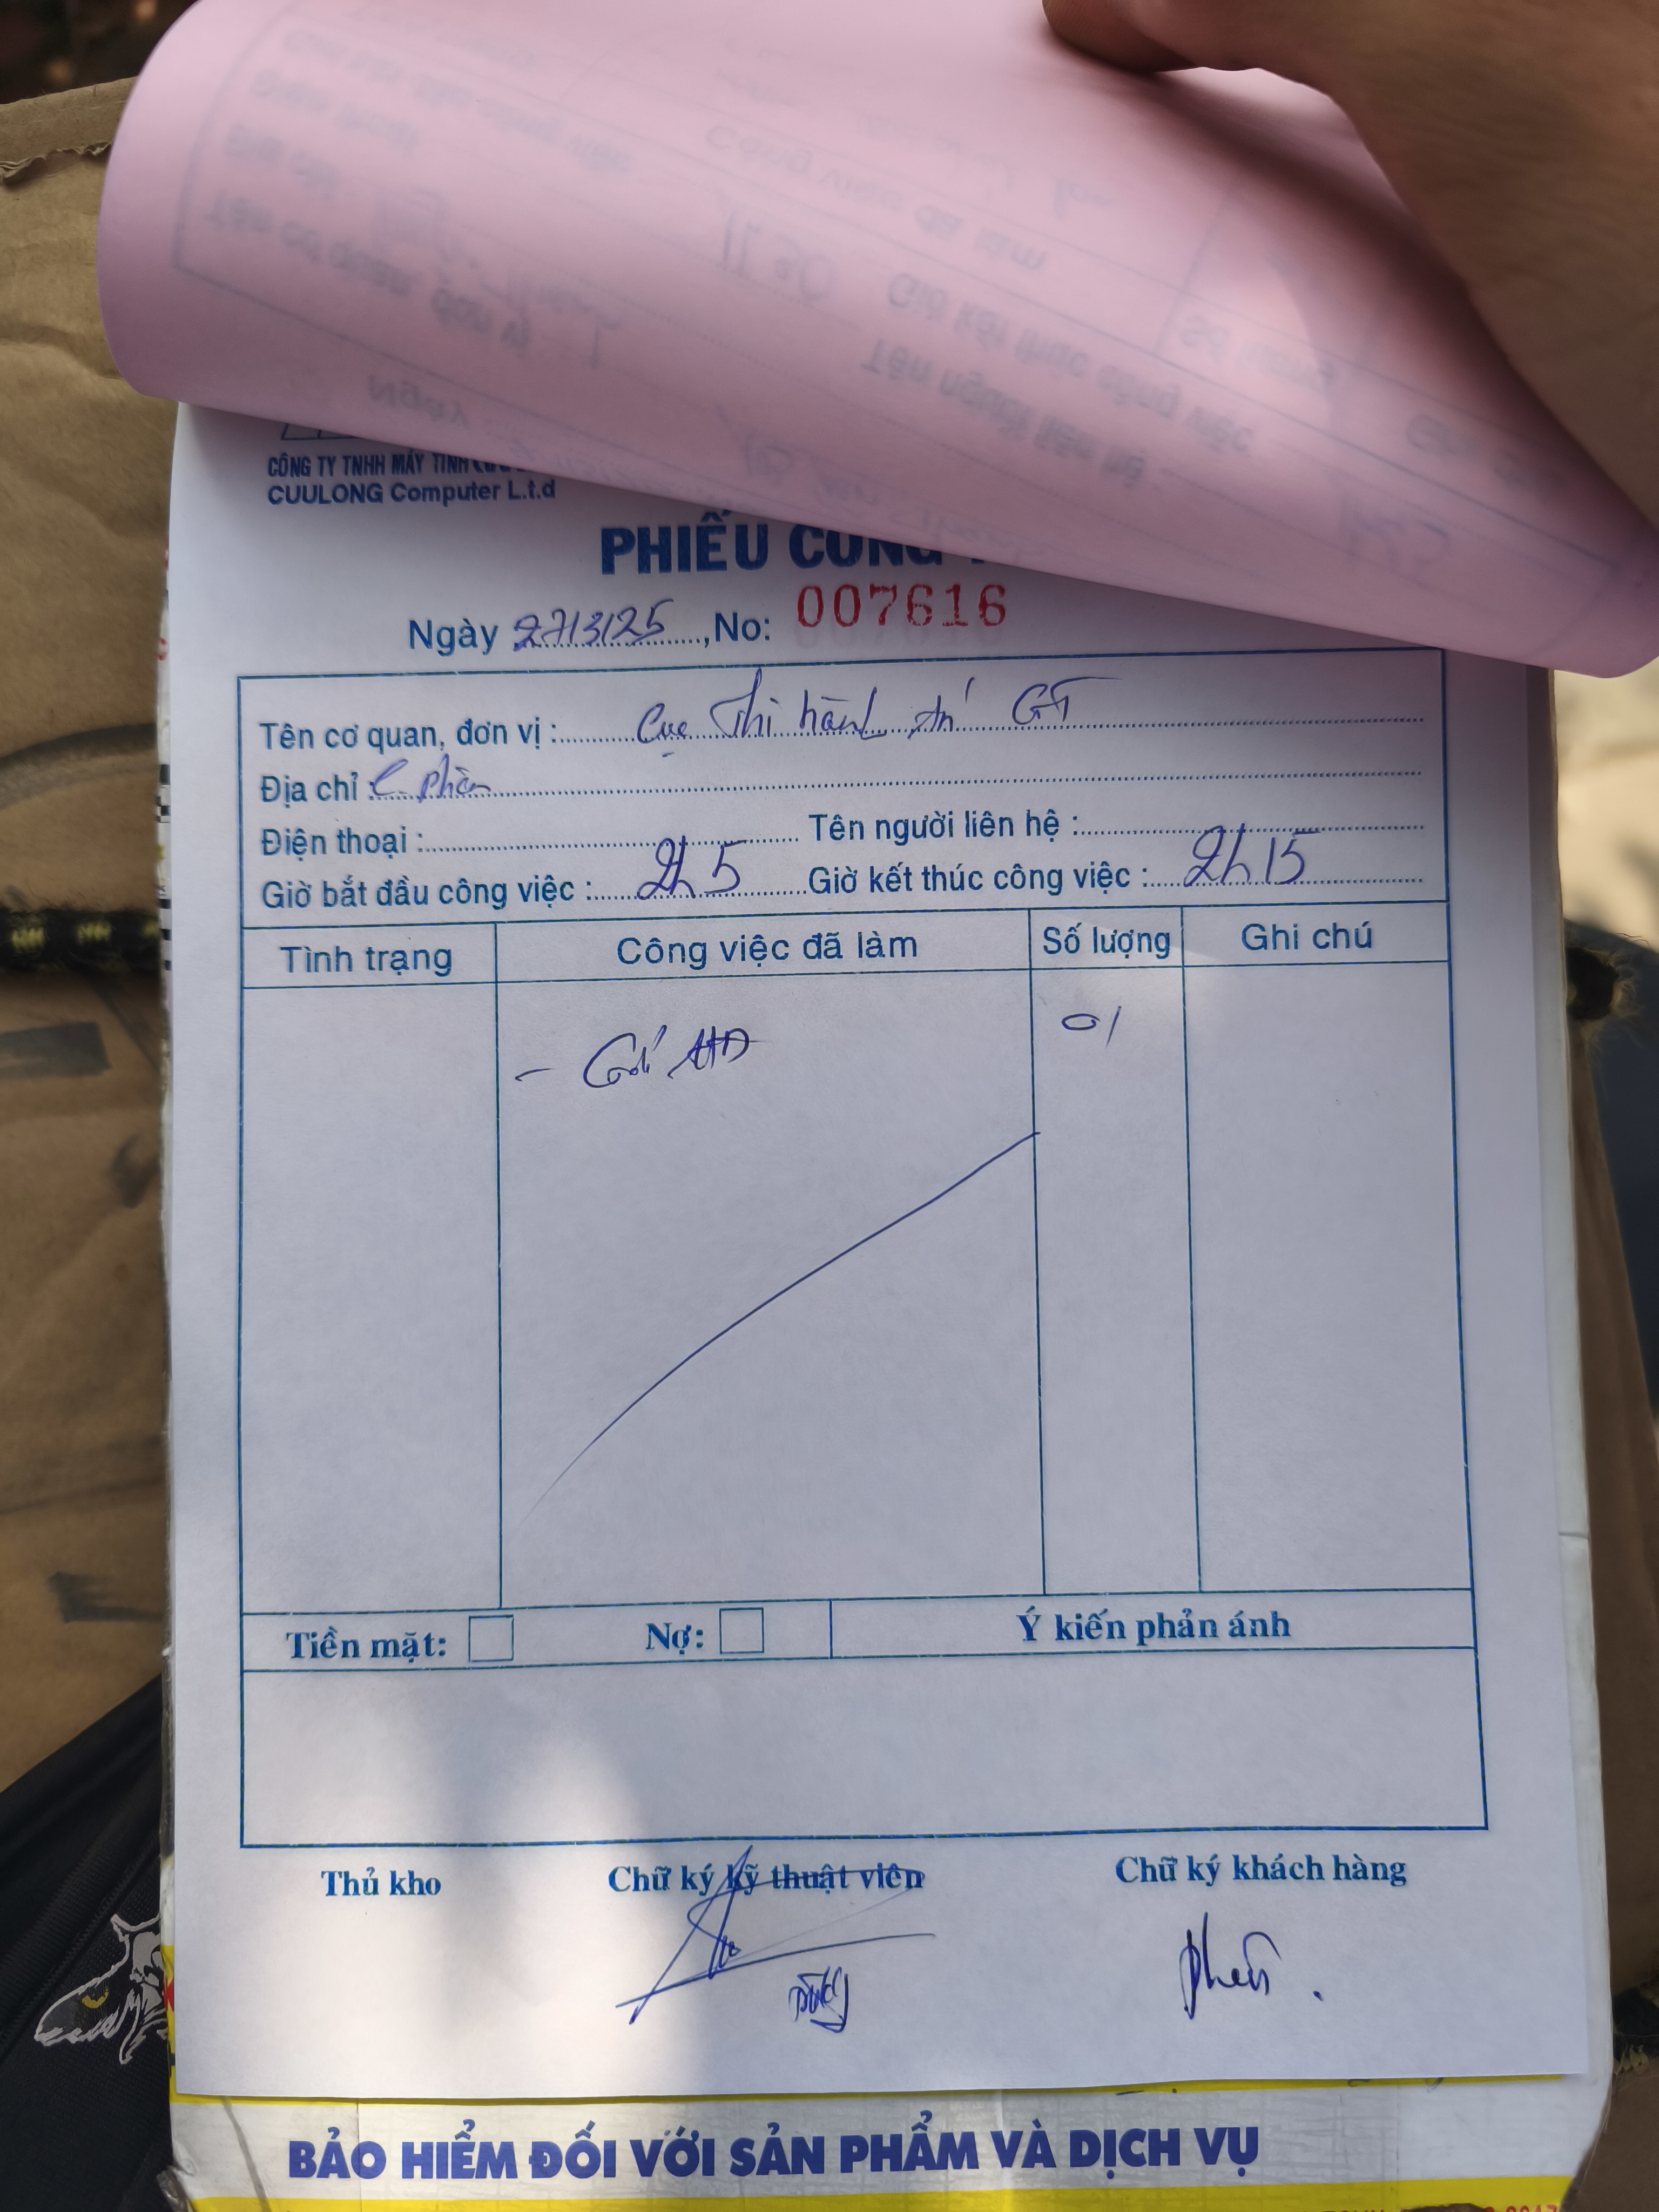 CÔNG TY TNHH MÁY TÍNH
CUULONG Computer L.t.d
PHIẾU CÔNG
Ngày 27/3/25, No: 007616
Tên cơ quan, đơn vị : Cục Thi hành án GT
Địa chỉ : C. Phần
Điện thoại : Tên người liên hệ :
Giờ bắt đầu công việc : 2h5 Giờ kết thúc công việc : 2h15
Tình trạng Công việc đã làm Số lượng Ghi chú
- Gửi HĐ 01
Tiền mặt: Nợ: Ý kiến phản ánh
Thủ kho Chữ ký kỹ thuật viên Chữ ký khách hàng
BẢO HIỂM ĐỐI VỚI SẢN PHẨM VÀ DỊCH VỤ